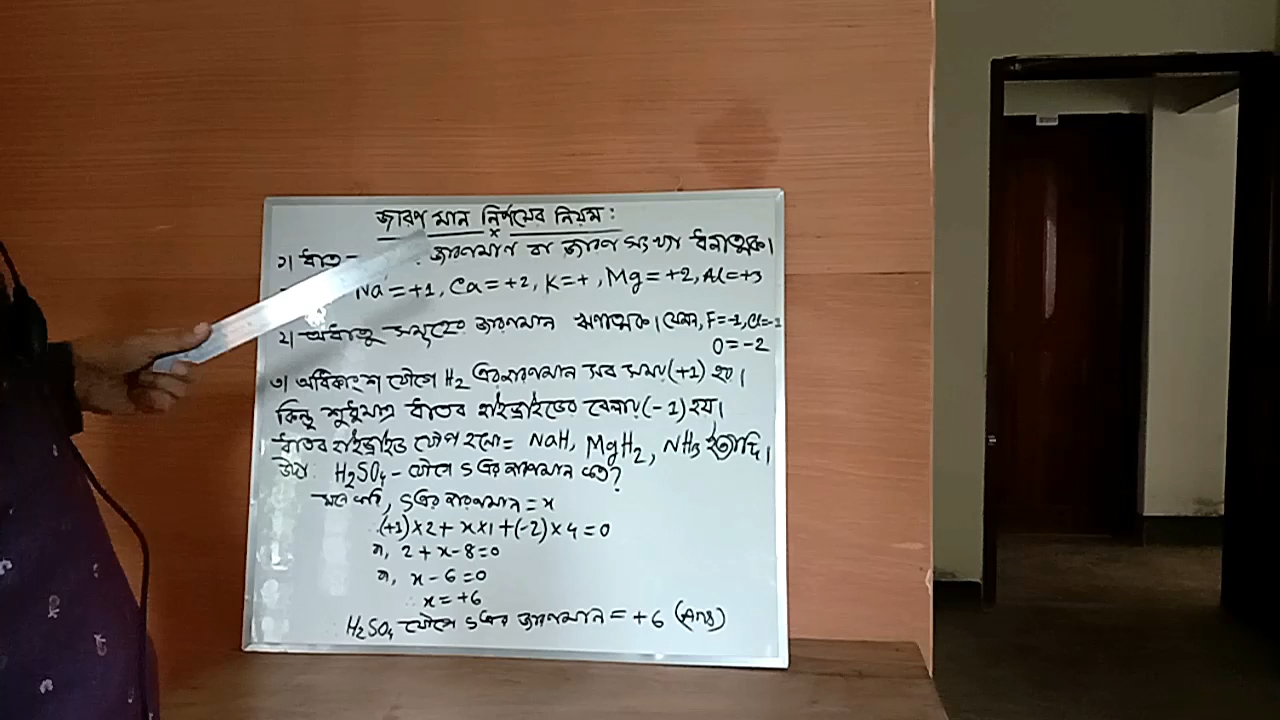 জারণ মান নির্ণয়ের নিয়ম :
১। ধাতু জারণমান বা জারণ সংখ্যা ধনাত্মক।
Na = +1, Ca = +2, K = +, Mg = +2, Al = +3
২। অধাতু সমূহের জারণমান ঋণাত্মক। যেমন, F = -1, Cl = -1
O = -2
৩। অধিকাংশ যৌগে H₂ এর জারণমান সব সময় (+1) হয়।
কিন্তু শুধুমাত্র ধাতব হাইড্রাইডের বেলায় (-1) হয়।
ধাতব হাইড্রাইড যৌগ হলো = NaH, MgH₂, NH₃ ইত্যাদি।
H₂SO₄ - যৌগে S এর জারণমান কত?
মনে করি, S এর জারণমান = x
(+1) × 2 + x × 1 + (-2) × 4 = 0
বা, 2 + x - 8 = 0
বা, x - 6 = 0
∴ x = +6
H₂SO₄ যৌগে S এর জারণমান = +6 (Ans)